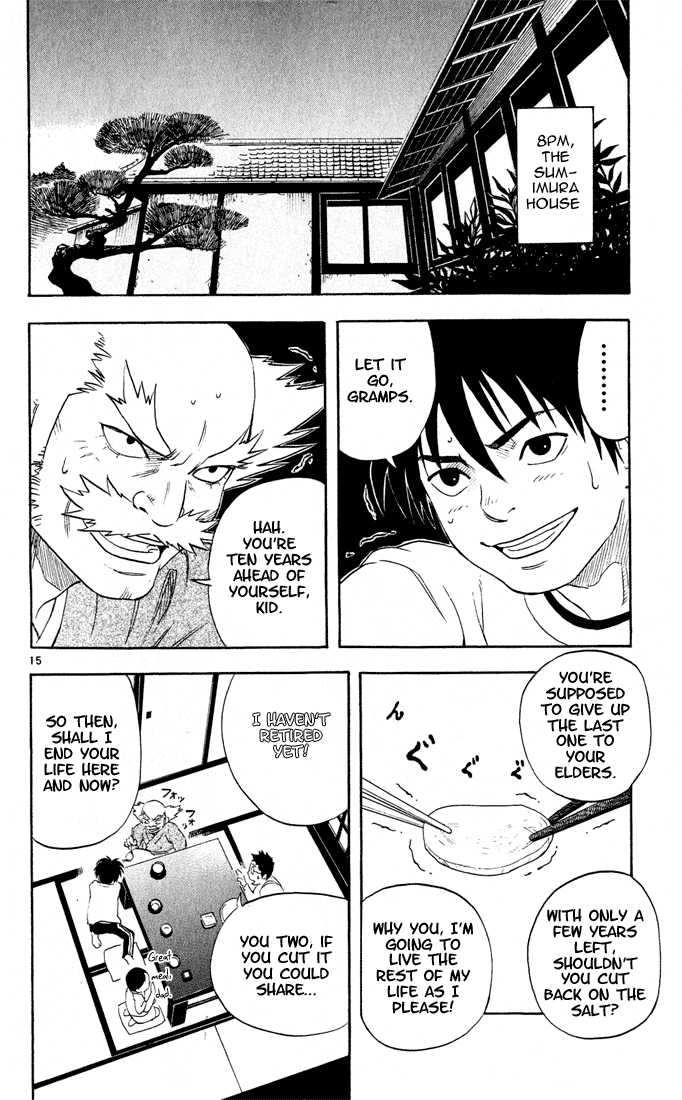 8PM,
THE
SUM-
IMURA
HOUSE
LET IT
GO,
GRAMPS.
.........
HAH.
YOU'RE
TEN YEARS
AHEAD OF
YOURSELF,
KID.
15
YOU'RE
SUPPOSED
TO GIVE UP
THE LAST
ONE TO
YOUR
ELDERS.
んぐぐぐ
WITH ONLY A
FEW YEARS
LEFT,
SHOULDN'T
YOU CUT
BACK ON THE
SALT?
WHY YOU, I'M
GOING TO
LIVE THE
REST OF MY
LIFE AS I
PLEASE!
I HAVEN'T
RETIRED
YET!
SO THEN,
SHALL I
END YOUR
LIFE HERE
AND NOW?
フォッ
フォッ
YOU TWO, IF
YOU CUT IT
YOU COULD
SHARE...
Great
meal,
dad.